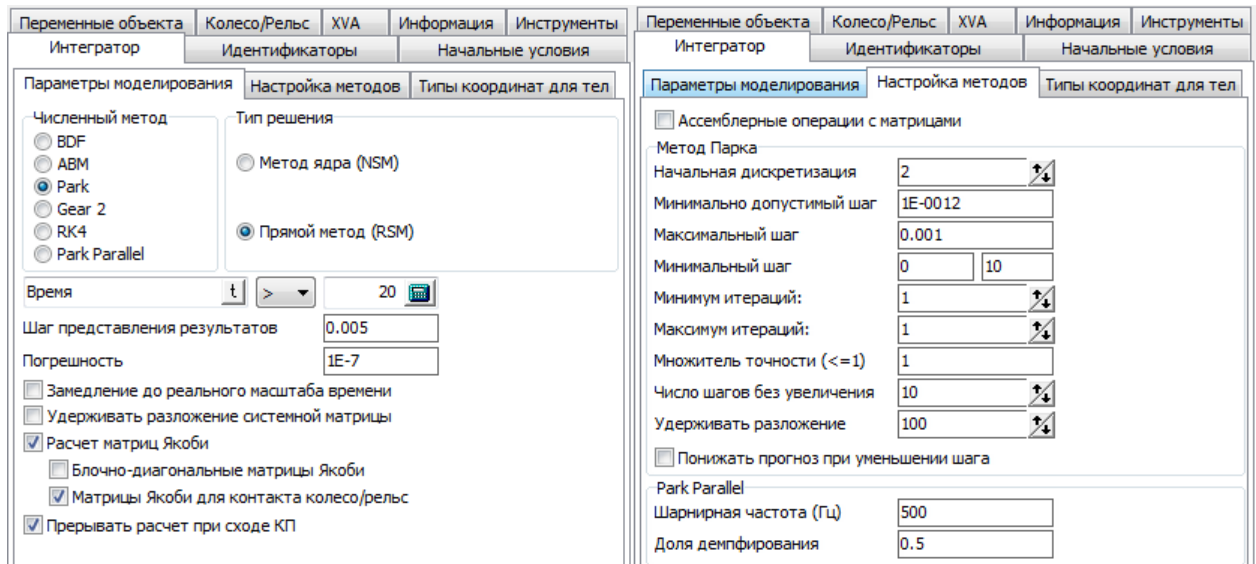 Переменные объекта Колесо/Рельс XVA Информация Инструменты
Интегратор Идентификаторы Начальные условия
Параметры моделирования Настройка методов Типы координат для тел
Численный метод Тип решения
BDF
ABM Метод ядра (NSM)
Park
Gear 2
RK4 Прямой метод (RSM)
Park Parallel
Время t > 20
Шаг представления результатов 0.005
Погрешность 1E-7
Замедление до реального масштаба времени
Удерживать разложение системной матрицы
Расчет матриц Якоби
Блочно-диагональные матрицы Якоби
Матрицы Якоби для контакта колесо/рельс
Прерывать расчет при сходе КП
Переменные объекта Колесо/Рельс XVA Информация Инструменты
Интегратор Идентификаторы Начальные условия
Параметры моделирования Настройка методов Типы координат для тел
Ассемблерные операции с матрицами
Метод Парка
Начальная дискретизация 2
Минимально допустимый шаг 1E-0012
Максимальный шаг 0.001
Минимальный шаг 0 10
Минимум итераций: 1
Максимум итераций: 1
Множитель точности (<=1) 1
Число шагов без увеличения 10
Удерживать разложение 100
Понижать прогноз при уменьшении шага
Park Parallel
Шарнирная частота (Гц) 500
Доля демпфирования 0.5